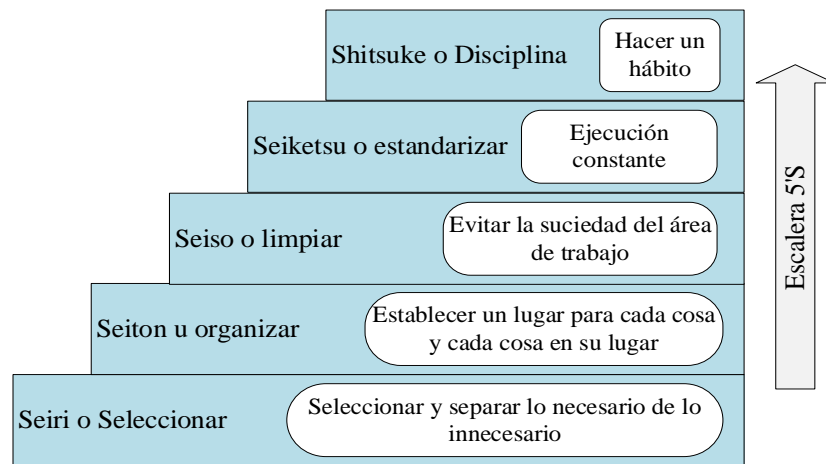 Shitsuke o Disciplina
Hacer un
hábito
Seiketsu o estandarizar
Ejecución
constante
Seiso o limpiar
Evitar la suciedad del área
de trabajo
Seiton u organizar
Establecer un lugar para cada cosa
y cada cosa en su lugar
Seiri o Seleccionar
Seleccionar y separar lo necesario de lo
innecesario
Escalera 5'S